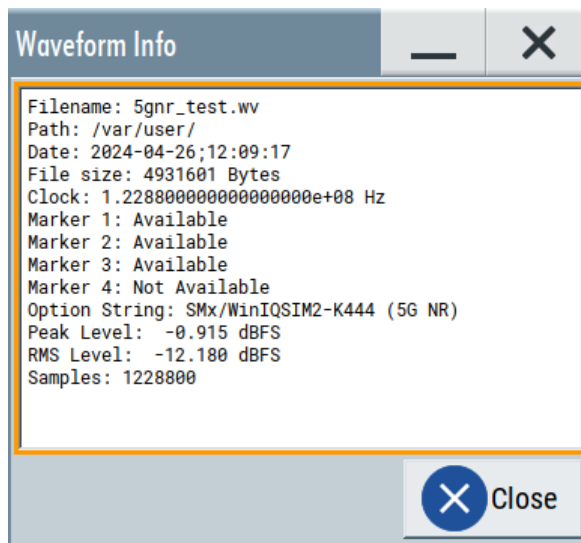 Waveform Info
Filename: 5gnr_test.wv
Path: /var/user/
Date: 2024-04-26;12:09:17
File size: 4931601 Bytes
Clock: 1.228800000000000000e+08 Hz
Marker 1: Available
Marker 2: Available
Marker 3: Available
Marker 4: Not Available
Option String: SMx/WinIQSIM2-K444 (5G NR)
Peak Level:  -0.915 dBFS
RMS Level:  -12.180 dBFS
Samples: 1228800
Close